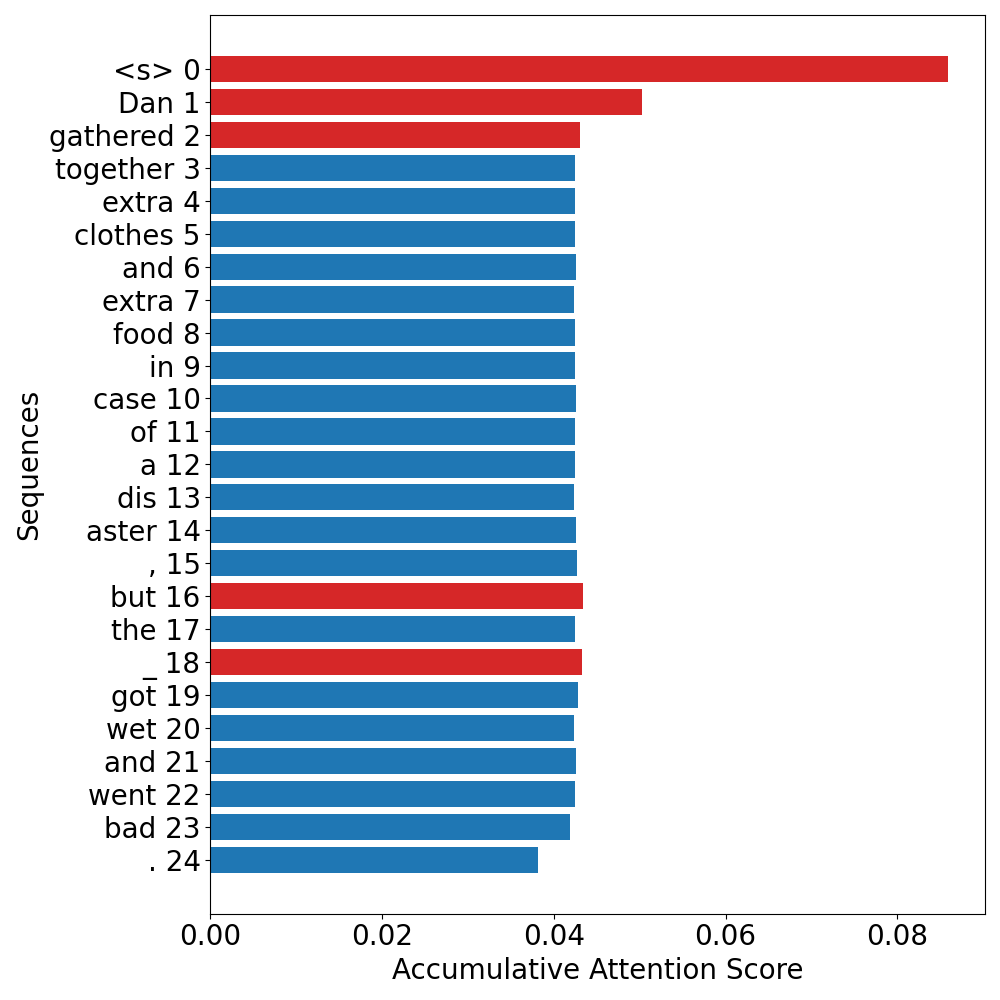 <s> 0
Dan 1
gathered 2
together 3
extra 4
clothes 5
and 6
extra 7
food 8
in 9
case 10
of 11
a 12
dis 13
aster 14
, 15
but 16
the 17
_ 18
got 19
wet 20
and 21
went 22
bad 23
. 24
Sequences
0.00 0.02 0.04 0.06 0.08
Accumulative Attention Score